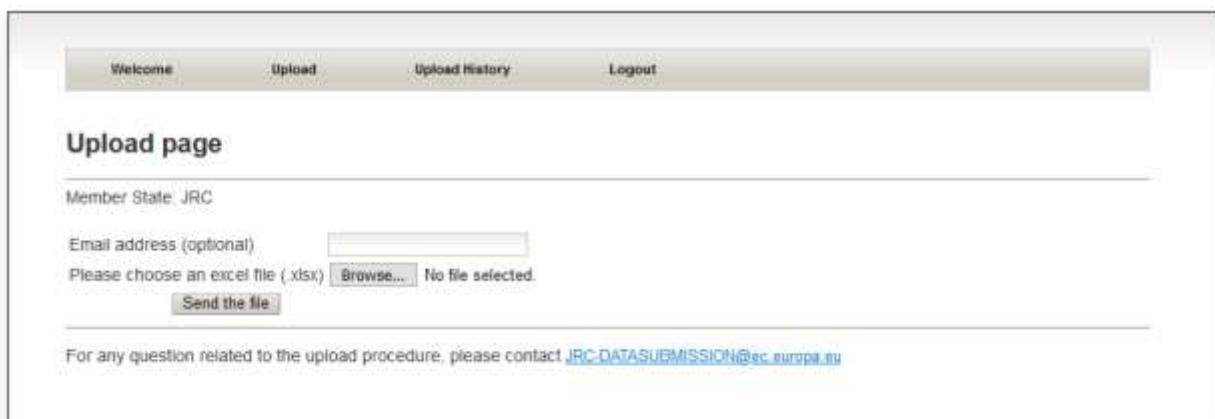 Welcome Upload Upload History Logout
Upload page
Member State: JRC
Email address (optional)
Please choose an excel file (.xlsx) Browse... No file selected.
Send the file
For any question related to the upload procedure, please contact JRC-DATASUBMISSION@ec.europa.eu